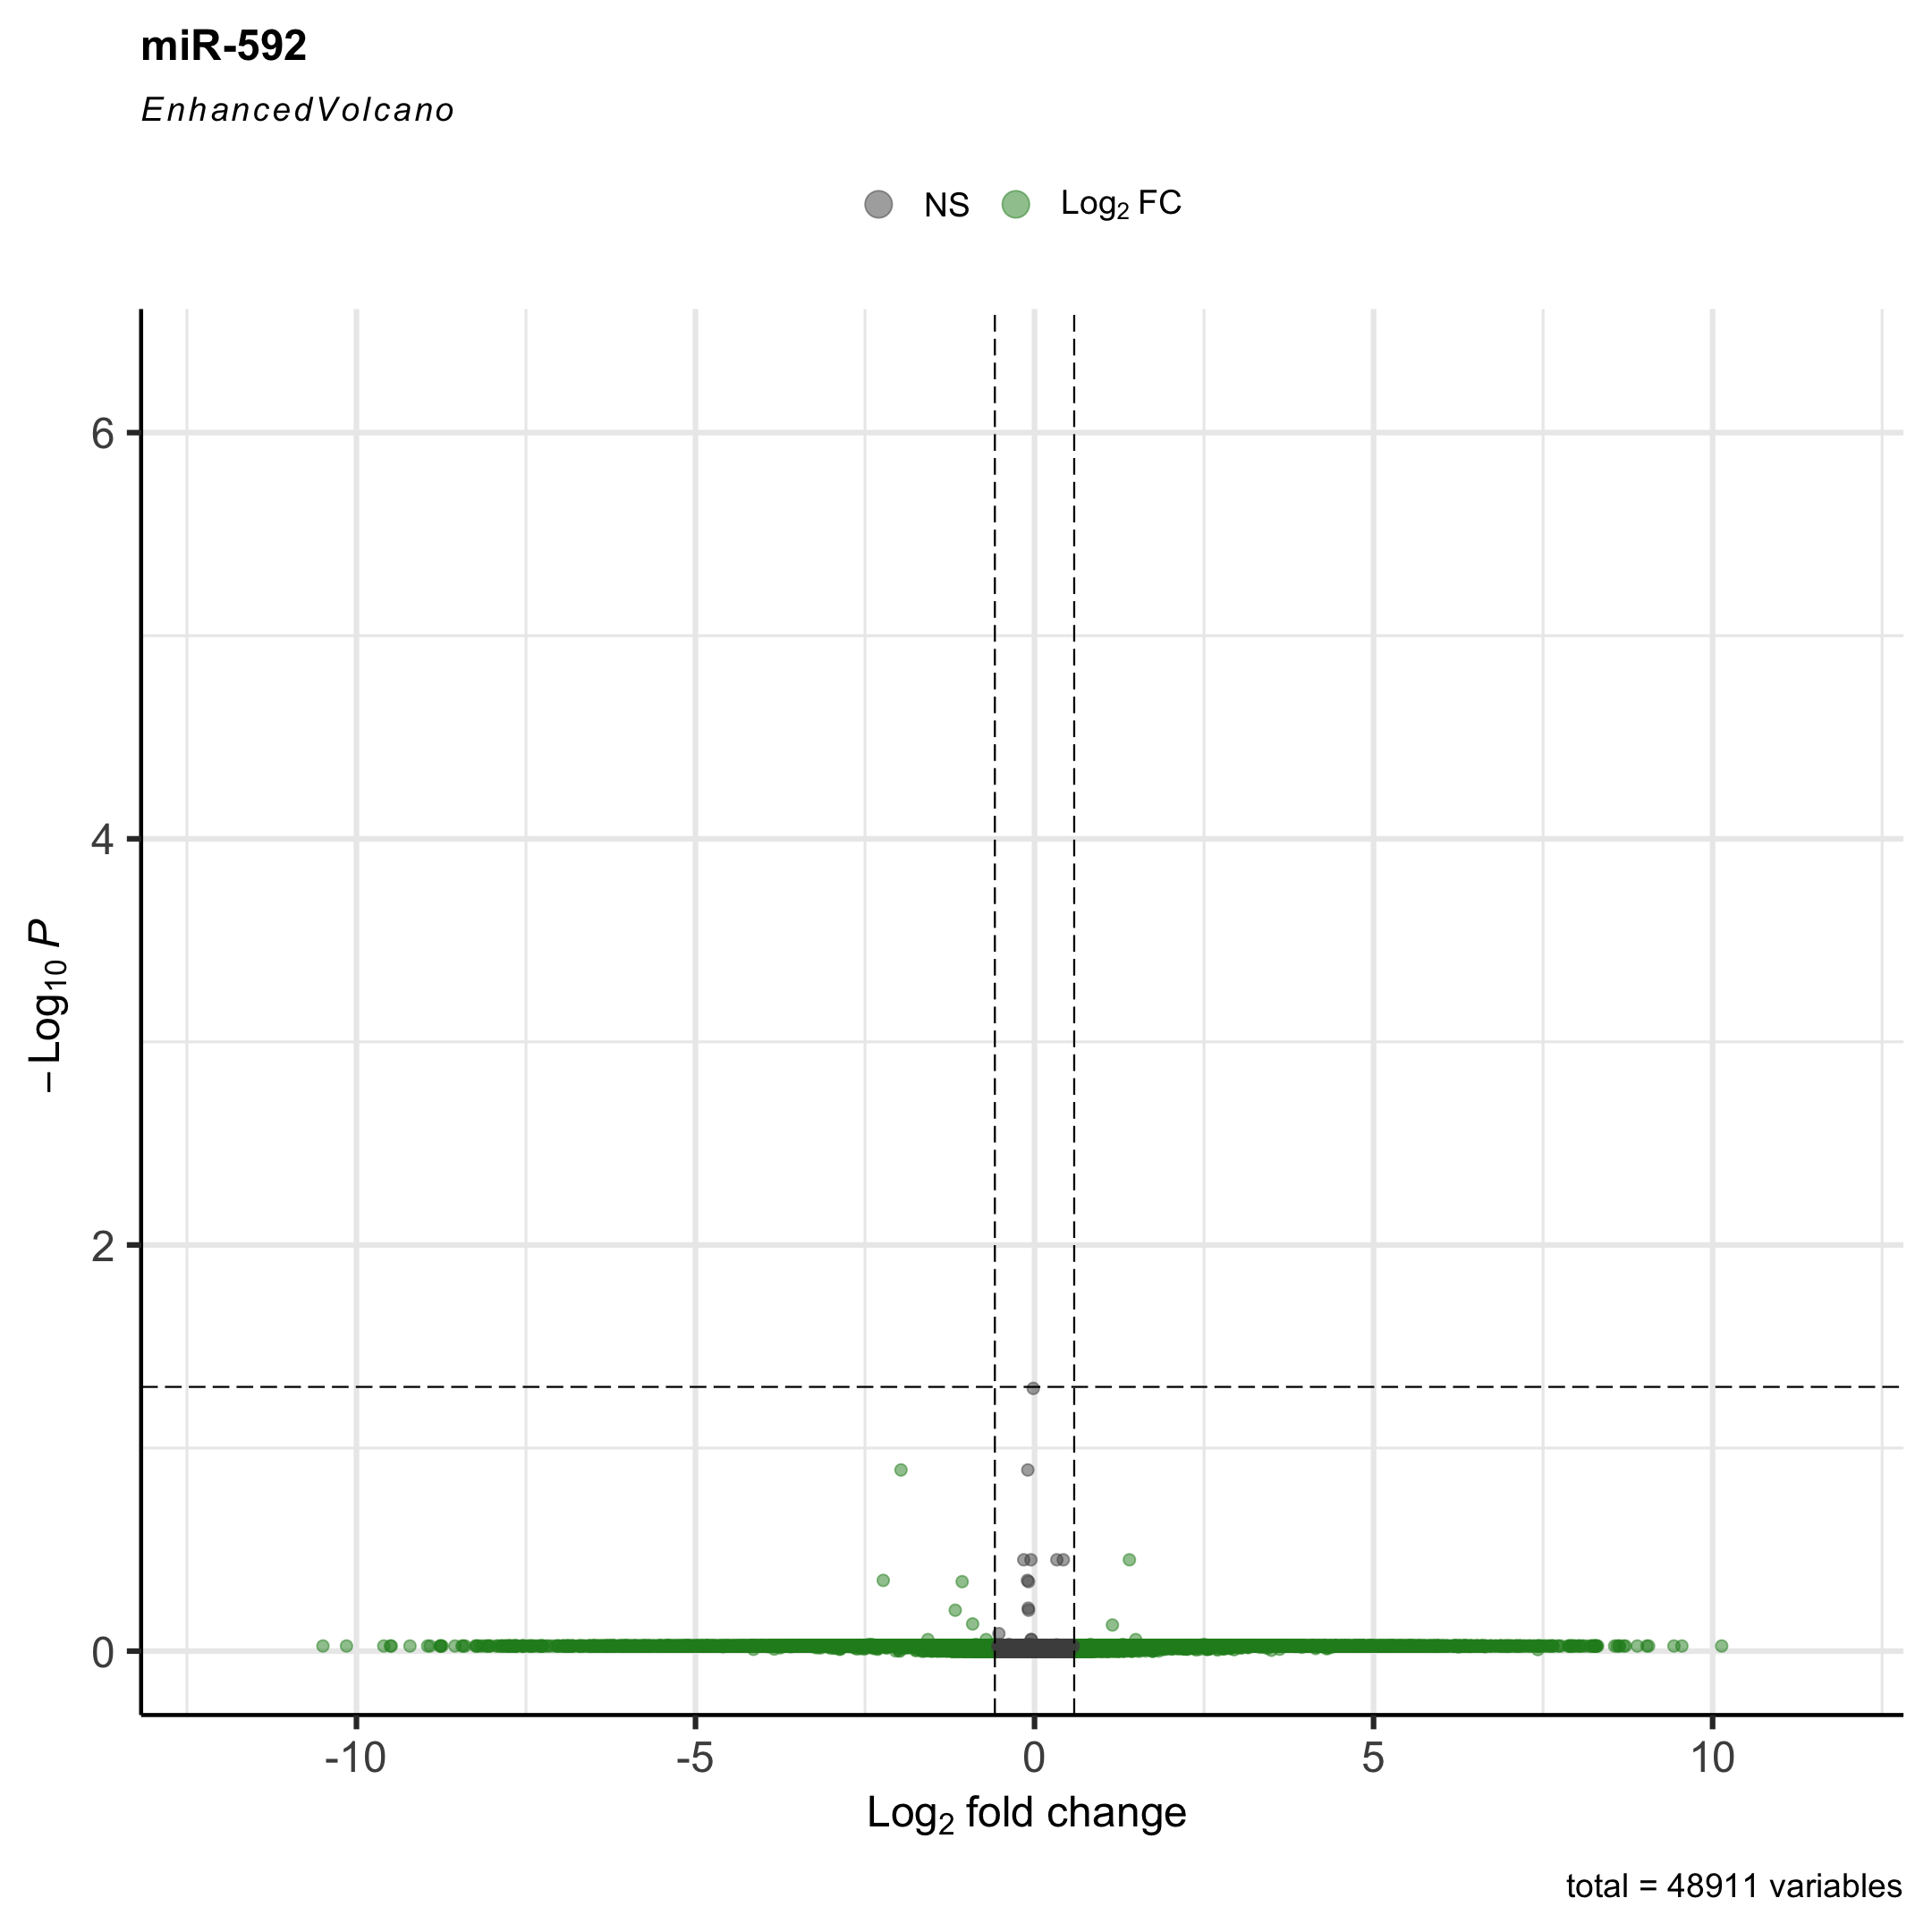 miR-592
EnhancedVolcano
NS Log₂ FC
6
4
2
0
−Log₁₀ P
-10 -5 0 5 10
Log₂ fold change
total = 48911 variables